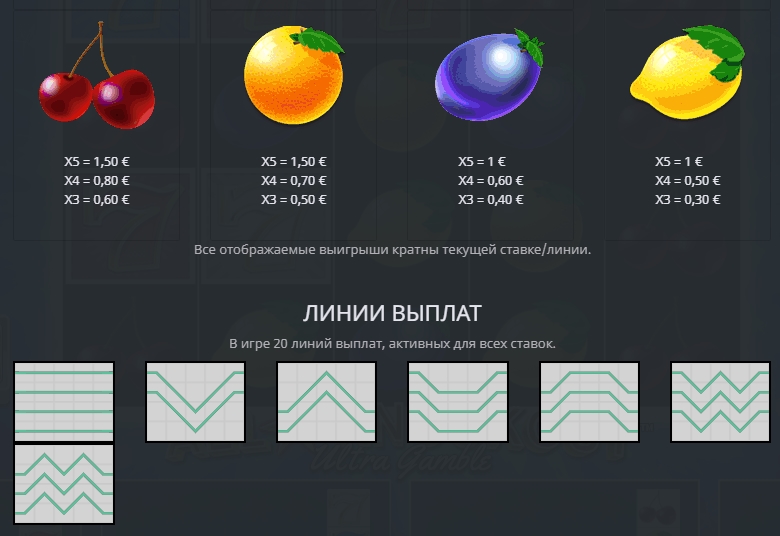 X5 = 1,50 € X5 = 1,50 € X5 = 1 € X5 = 1 €
X4 = 0,80 € X4 = 0,70 € X4 = 0,60 € X4 = 0,50 €
X3 = 0,60 € X3 = 0,50 € X3 = 0,40 € X3 = 0,30 €
Все отображаемые выигрыши кратны текущей ставке/линии.
ЛИНИИ ВЫПЛАТ
В игре 20 линий выплат, активных для всех ставок.
Ultra Gamble